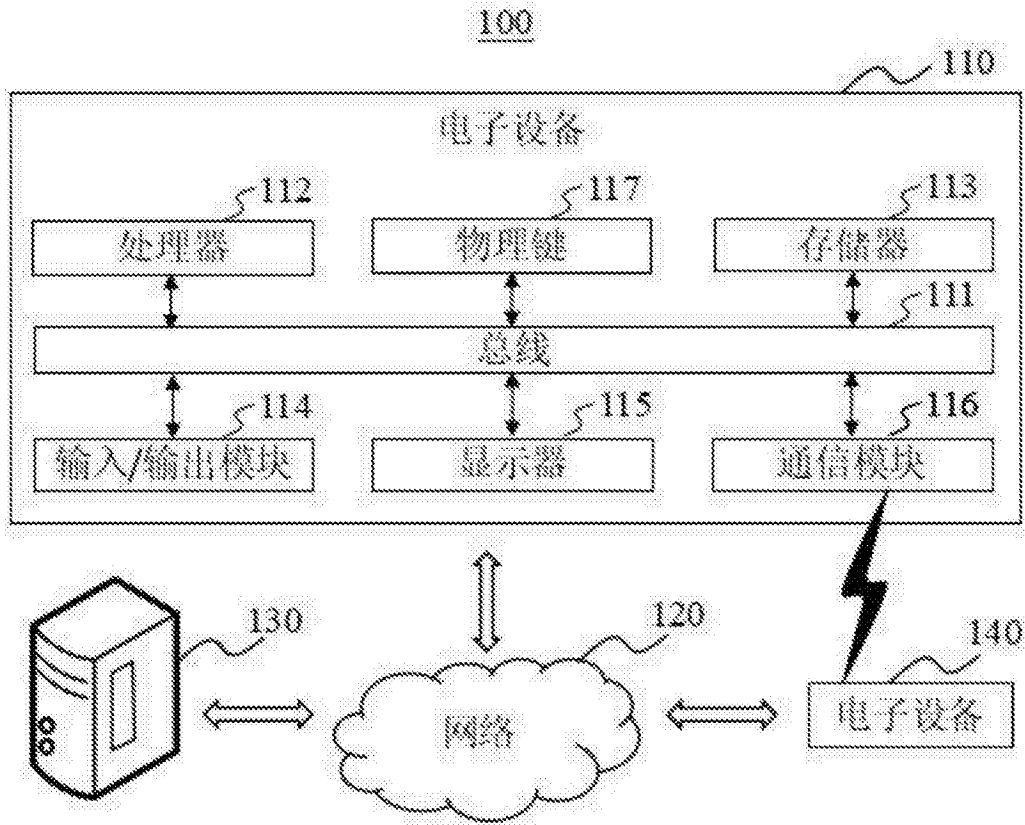 100
110
电子设备
112
117
113
处理器
物理键
存储器
111
总线
114
115
116
输入/输出模块
显示器
通信模块
130
120
140
网络
电子设备